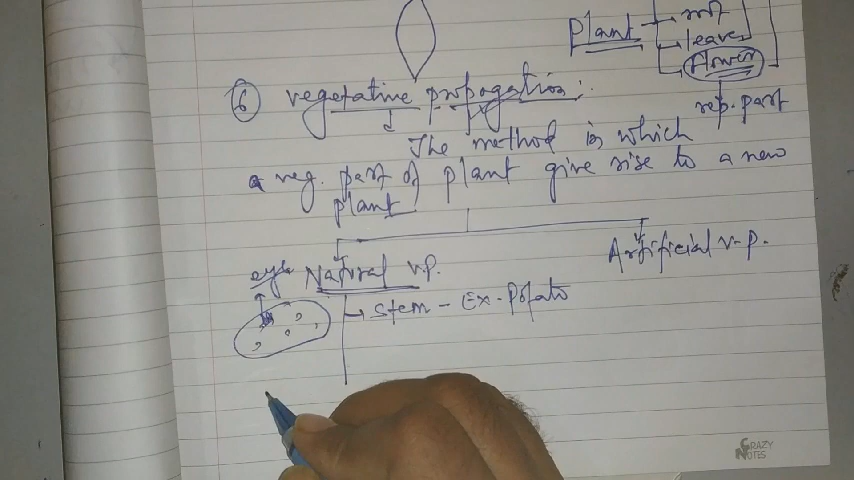 Plant
root
leaves
flower
rep. part
⑥ vegetative propagation :
The method in which
a veg. part of plant give rise to a new
plant
Natural v.p.
Artificial v.p.
eye
stem - Ex. Potato
CRAZY
NOTES